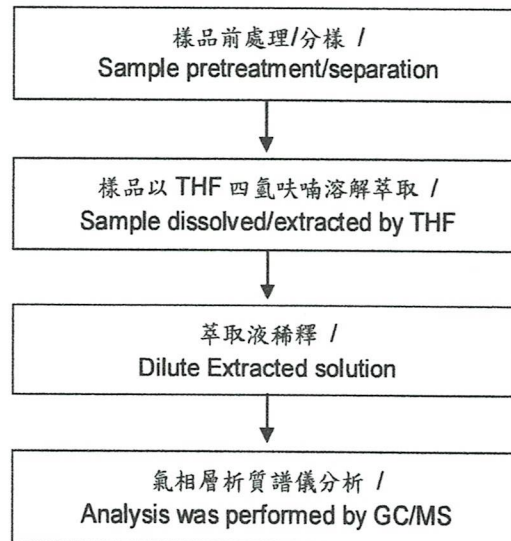 樣品前處理/分樣 /
Sample pretreatment/separation
樣品以 THF 四氫呋喃溶解萃取 /
Sample dissolved/extracted by THF
萃取液稀釋 /
Dilute Extracted solution
氣相層析質譜儀分析 /
Analysis was performed by GC/MS